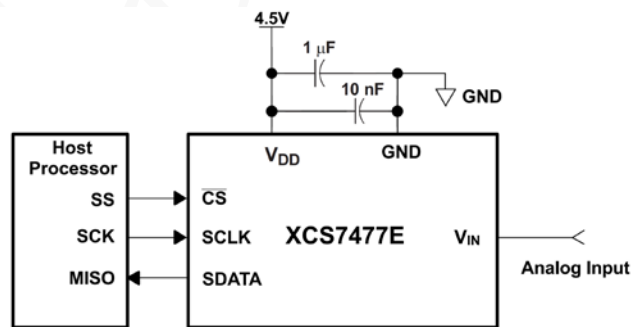 4.5V
1 µF
10 nF
GND
Host
Processor
VDD
GND
SS
CS
SCK
SCLK
XCS7477E
VIN
MISO
SDATA
Analog Input